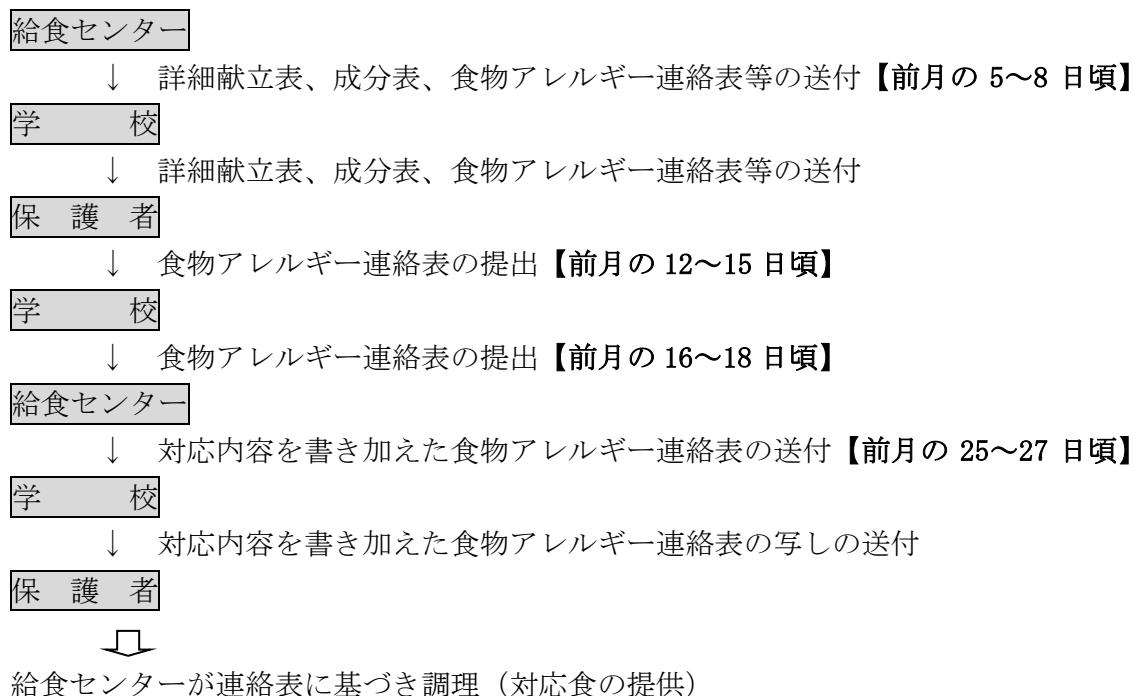 給食センター
↓ 詳細献立表、成分表、食物アレルギー連絡表等の送付【前月の 5~8 日頃】
学 校
↓ 詳細献立表、成分表、食物アレルギー連絡表等の送付
保 護 者
↓ 食物アレルギー連絡表の提出【前月の 12~15 日頃】
学 校
↓ 食物アレルギー連絡表の提出【前月の 16~18 日頃】
給食センター
↓ 対応内容を書き加えた食物アレルギー連絡表の送付【前月の 25~27 日頃】
学 校
↓ 対応内容を書き加えた食物アレルギー連絡表の写しの送付
保 護 者
給食センターが連絡表に基づき調理(対応食の提供)